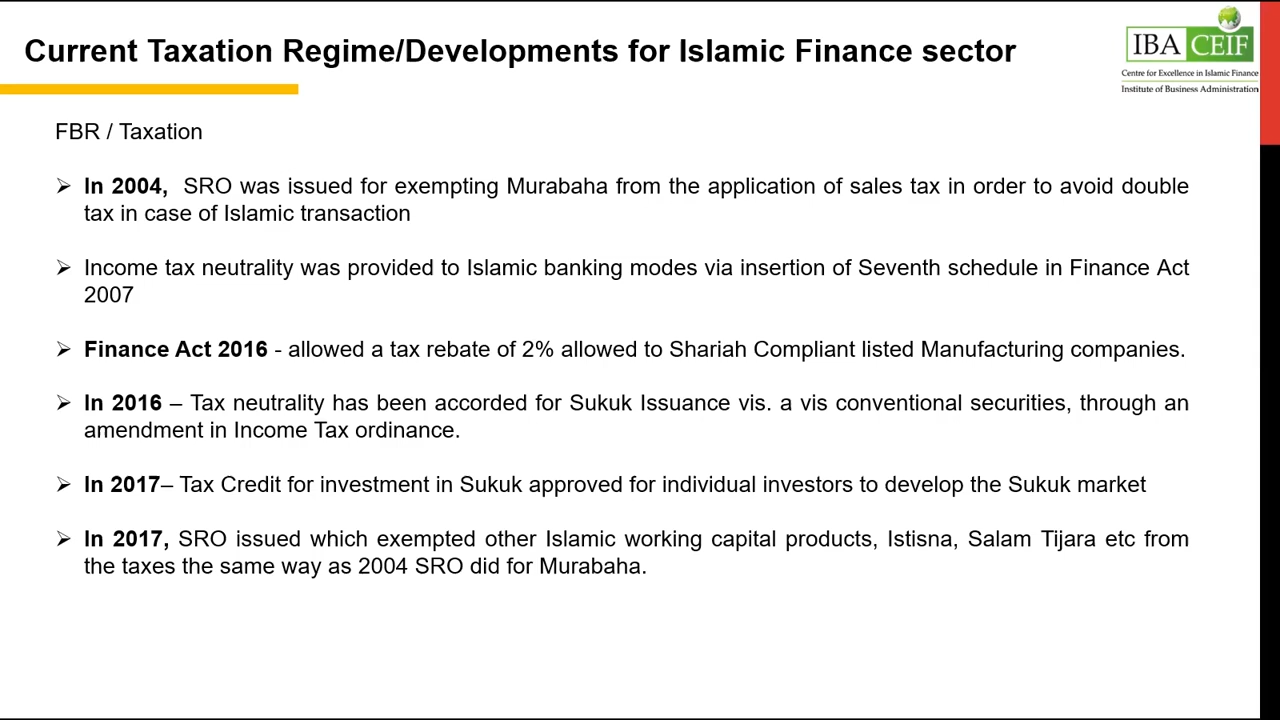 Current Taxation Regime/Developments for Islamic Finance sector
IBA CEIF
Centre for Excellence in Islamic Finance
Institute of Business Administration
FBR / Taxation
➢ In 2004, SRO was issued for exempting Murabaha from the application of sales tax in order to avoid double
tax in case of Islamic transaction
➢ Income tax neutrality was provided to Islamic banking modes via insertion of Seventh schedule in Finance Act
2007
➢ Finance Act 2016 - allowed a tax rebate of 2% allowed to Shariah Compliant listed Manufacturing companies.
➢ In 2016 – Tax neutrality has been accorded for Sukuk Issuance vis. a vis conventional securities, through an
amendment in Income Tax ordinance.
➢ In 2017– Tax Credit for investment in Sukuk approved for individual investors to develop the Sukuk market
➢ In 2017, SRO issued which exempted other Islamic working capital products, Istisna, Salam Tijara etc from
the taxes the same way as 2004 SRO did for Murabaha.